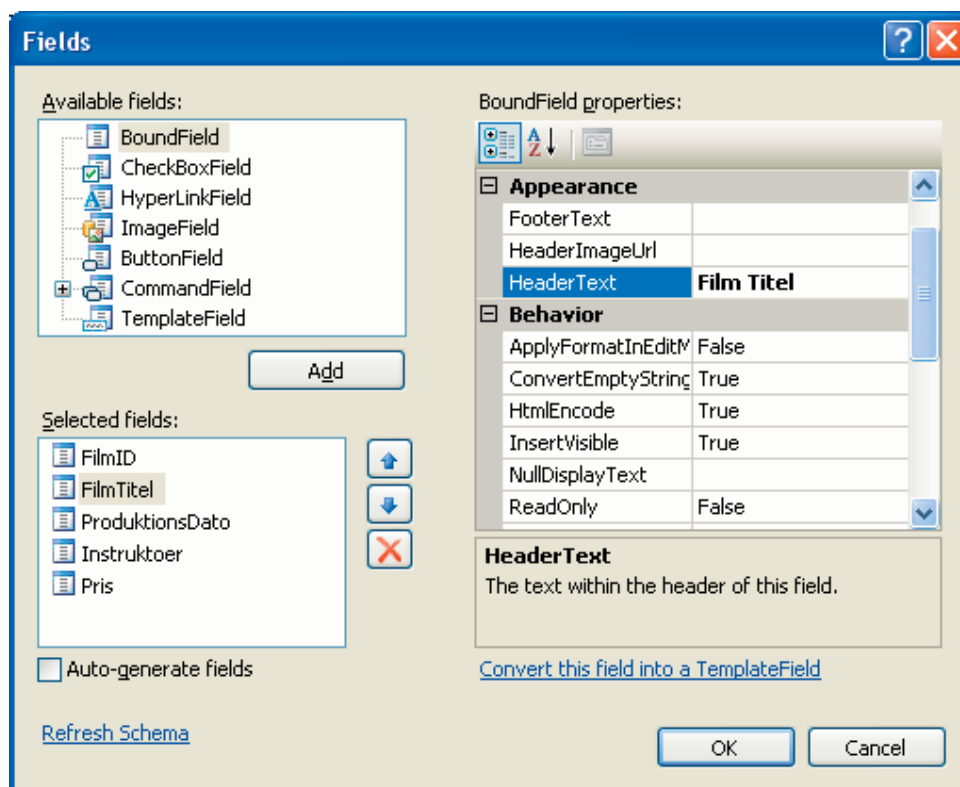 Fields
Available fields:
BoundField
CheckBoxField
HyperLinkField
ImageField
ButtonField
CommandField
TemplateField
Add
Selected fields:
FilmID
FilmTitel
ProduktionsDato
Instruktoer
Pris
Auto-generate fields
Refresh Schema
BoundField properties:
Appearance
FooterText
HeaderImageUrl
HeaderText Film Titel
Behavior
ApplyFormatInEditM False
ConvertEmptyString True
HtmlEncode True
InsertVisible True
NullDisplayText
ReadOnly False
HeaderText
The text within the header of this field.
Convert this field into a TemplateField
OK Cancel